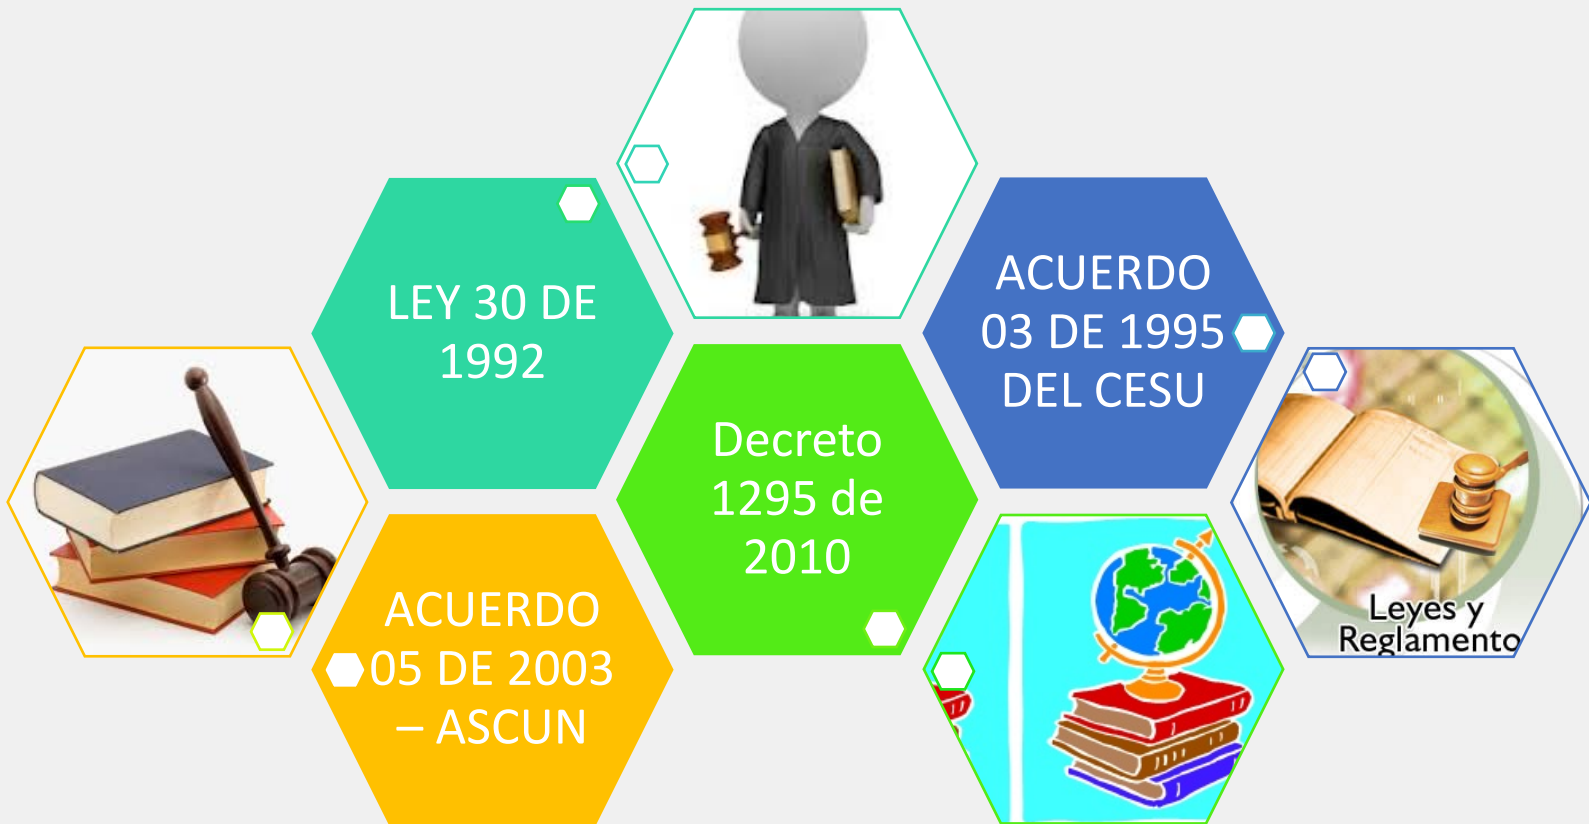 LEY 30 DE
1992
ACUERDO
03 DE 1995
DEL CESU
Decreto
1295 de
2010
ACUERDO
05 DE 2003
– ASCUN
Leyes y
Reglamento